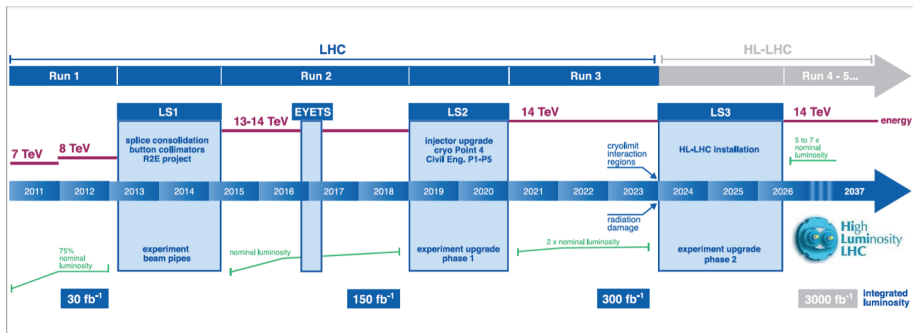 LHC
HL-LHC
Run 1
Run 2
Run 3
Run 4 - 5...
LS1
EYETS
LS2
LS3
13-14 TeV
14 TeV
14 TeV
energy
7 TeV
8 TeV
splice consolidation
button collimators
R2E project
injector upgrade
cryo Point 4
Civil Eng. P1-P5
cryolimit
interaction
regions
HL-LHC installation
5 to 7 x
nominal
luminosity
2011
2012
2013
2014
2015
2016
2017
2018
2019
2020
2021
2022
2023
2024
2025
2026
2037
radiation
damage
75%
nominal
luminosity
experiment
beam pipes
nominal luminosity
experiment upgrade
phase 1
2 x nominal luminosity
experiment upgrade
phase 2
High
Luminosity
LHC
30 fb-1
150 fb-1
300 fb-1
3000 fb-1
integrated
luminosity